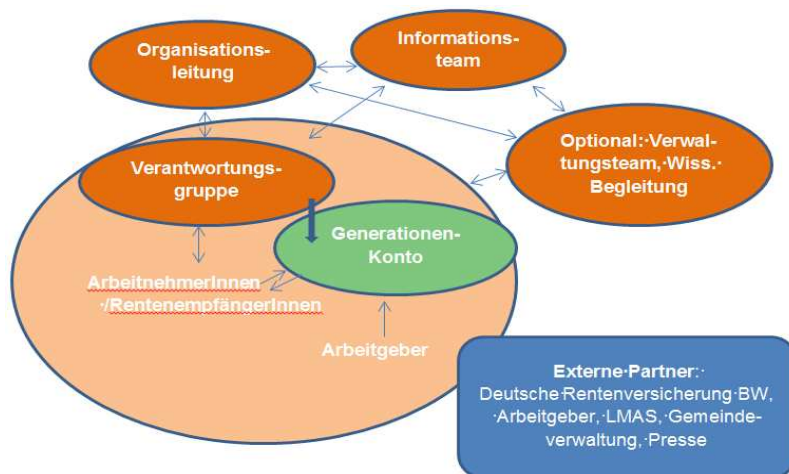 Organisations-
leitung
Informations-
team
Optional:·Verwal-
tungsteam,·Wiss.·
Begleitung
Verantwortungs-
gruppe
Generationen-
Konto
ArbeitnehmerInnen
·/RentenempfängerInnen
Arbeitgeber
Externe·Partner:·
Deutsche·Rentenversicherung·BW,
·Arbeitgeber,·LMAS,·Gemeinde-
verwaltung,·Presse